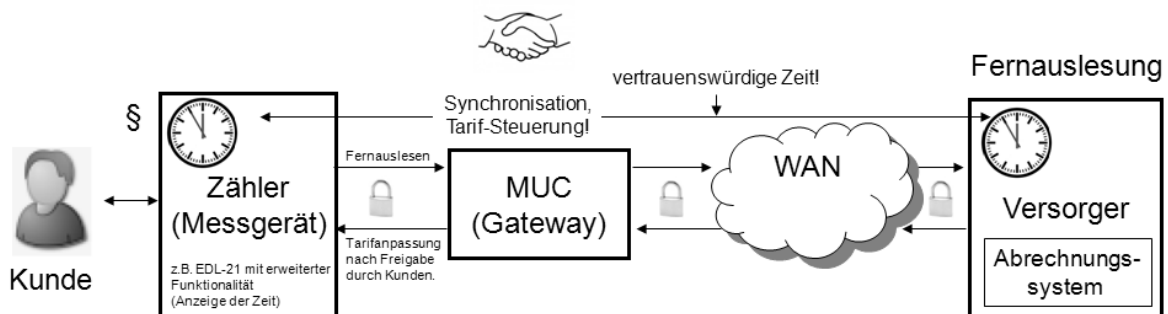 Fernauslesung
vertrauenswürdige Zeit!
§
Synchronisation,
Tarif-Steuerung!
Fernauslesen
Zähler
(Messgerät)
z.B. EDL-21 mit erweiterter
Funktionalität
(Anzeige der Zeit)
Kunde
MUC
(Gateway)
Tarifanpassung
nach Freigabe
durch Kunden.
WAN
Versorger
Abrechnungs-
system